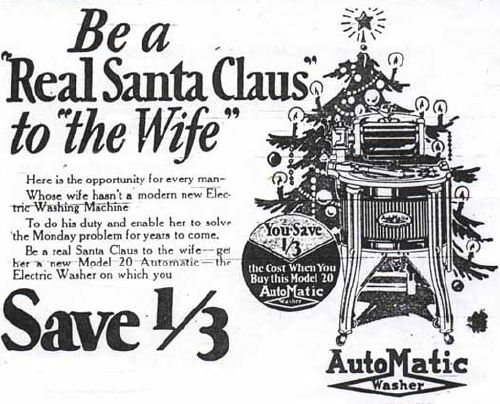 Be a
"Real Santa Claus"
to "the Wife"
Here is the opportunity for every man—
Whose wife hasn't a modern new Elec-
tric Washing Machine
To do his duty and enable her to solve
the Monday problem for years to come.
Be a real Santa Claus to the wife—get
her a new Model 20 Automatic—the
Electric Washer on which you
Save 1/3
You Save
1/3
the Cost When You
Buy this Model 20
AutoMatic
Washer
AutoMatic
Washer